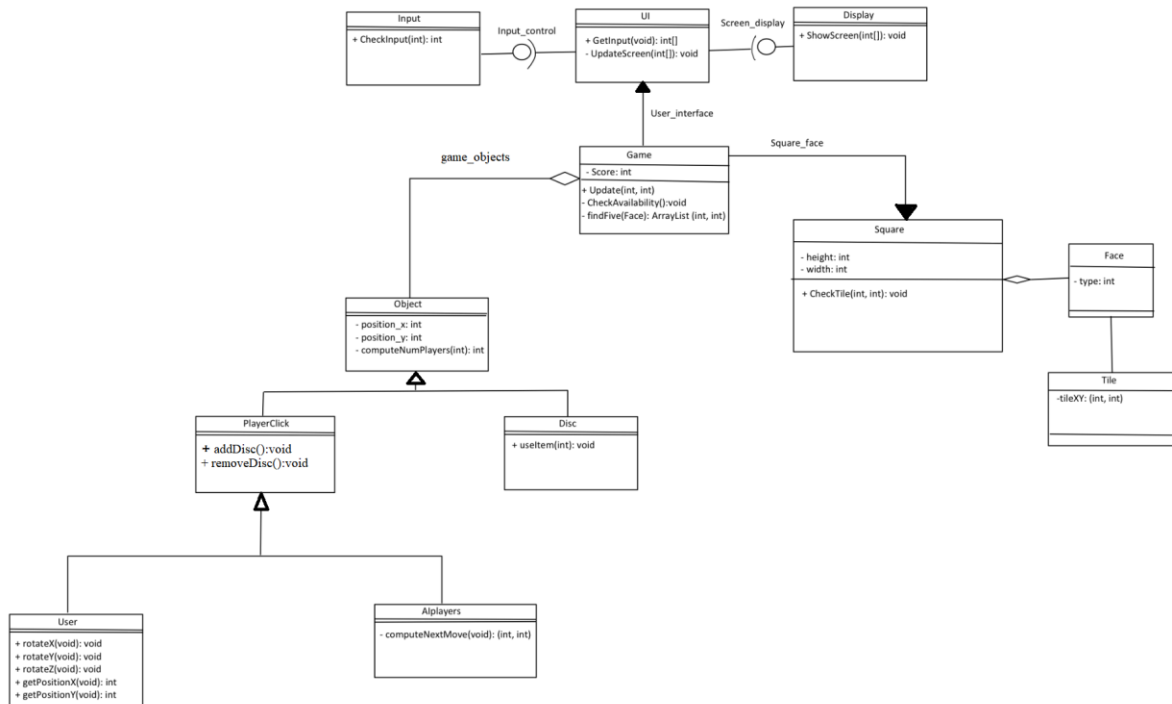 Input
+ CheckInput(int): int
Input_control
UI
+ GetInput(void): int[]
- UpdateScreen(int[]): void
Screen_display
Display
+ ShowScreen(int[]): void
User_interface
game_objects
Game
- Score: int
+ Update(int, int)
- CheckAvailability():void
- findFive(Face): ArrayList (int, int)
Square_face
Square
- height: int
- width: int
+ CheckTile(int, int): void
Face
- type: int
Tile
-tileXY: (int, int)
Object
- position_x: int
- position_y: int
- computeNumPlayers(int): int
PlayerClick
+ addDisc():void
+ removeDisc():void
Disc
+ useItem(int): void
User
+ rotateX(void): void
+ rotateY(void): void
+ rotateZ(void): void
+ getPositionX(void): int
+ getPositionY(void): int
AIplayers
- computeNextMove(void): (int, int)